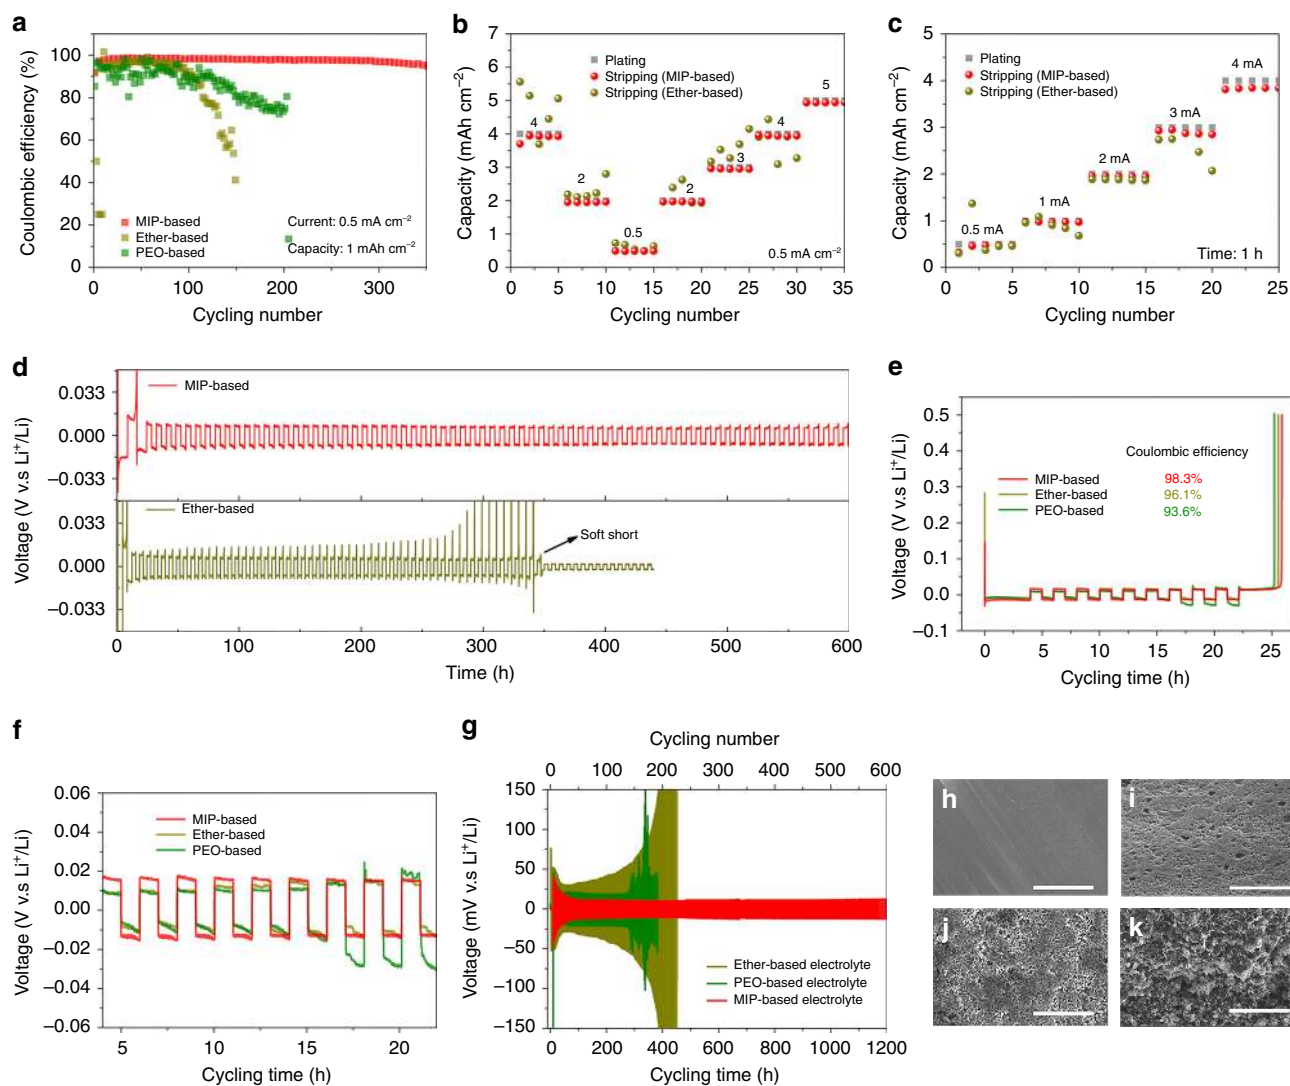 a
Coulombic efficiency (%)
100
80
60
40
20
0
MIP-based
Ether-based
PEO-based
Current: 0.5 mA cm⁻²
Capacity: 1 mAh cm⁻²
0 100 200 300
Cycling number
b
Capacity (mAh cm⁻²)
7
6
5
4
3
2
1
0
Plating
Stripping (MIP-based)
Stripping (Ether-based)
4
2
0.5
2
3
4
5
0.5 mA cm⁻²
0 5 10 15 20 25 30 35
Cycling number
c
Capacity (mAh cm⁻²)
5
4
3
2
1
0
Plating
Stripping (MIP-based)
Stripping (Ether-based)
0.5 mA
1 mA
2 mA
3 mA
4 mA
Time: 1 h
0 5 10 15 20 25
Cycling number
d
Voltage (V v.s Li⁺/Li)
0.033
0.000
−0.033
MIP-based
0.033
0.000
−0.033
Ether-based
Soft short
0 100 200 300 400 500 600
Time (h)
e
Voltage (V v.s Li⁺/Li)
0.5
0.4
0.3
0.2
0.1
0.0
−0.1
Coulombic efficiency
MIP-based 98.3%
Ether-based 96.1%
PEO-based 93.6%
0 5 10 15 20 25
Cycling time (h)
f
Voltage (V v.s Li⁺/Li)
0.06
0.04
0.02
0.00
−0.02
−0.04
−0.06
MIP-based
Ether-based
PEO-based
5 10 15 20
Cycling time (h)
g
Cycling number
0 100 200 300 400 500 600
Voltage (mV v.s Li⁺/Li)
150
100
50
25
0
−25
−50
−100
−150
Ether-based electrolyte
PEO-based electrolyte
MIP-based electrolyte
0 200 400 600 800 1000 1200
Cycling time (h)
h
i
j
k